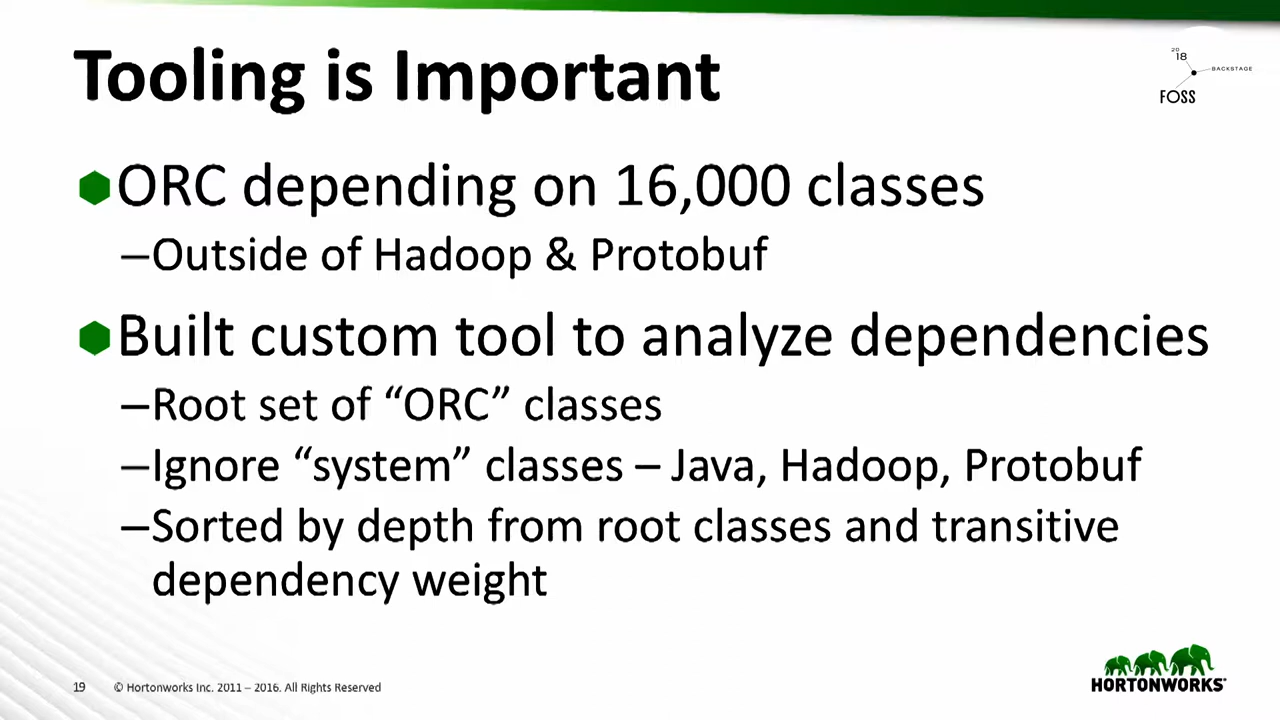 Tooling is Important
20
18
BACKSTAGE
FOSS
ORC depending on 16,000 classes
–Outside of Hadoop & Protobuf
Built custom tool to analyze dependencies
–Root set of “ORC” classes
–Ignore “system” classes – Java, Hadoop, Protobuf
–Sorted by depth from root classes and transitive
dependency weight
19 © Hortonworks Inc. 2011 – 2016. All Rights Reserved
HORTONWORKS